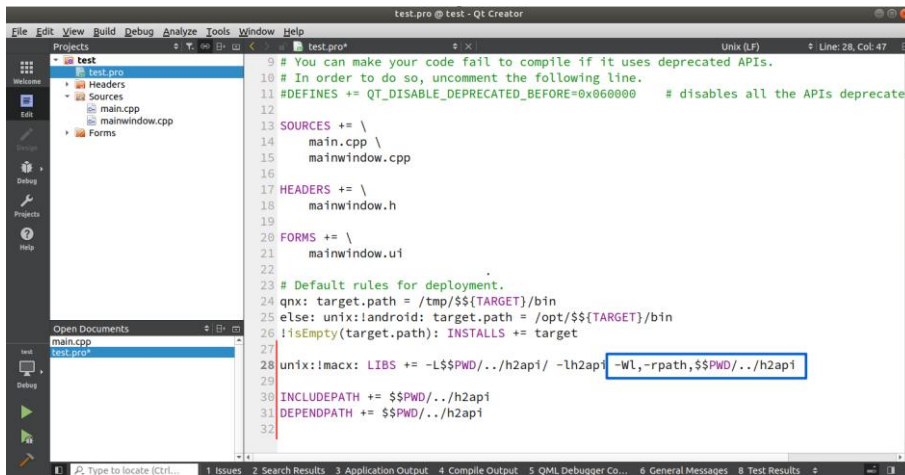 test.pro @ test - Qt Creator
File Edit View Build Debug Analyze Tools Window Help
Projects
test.pro*
Unix (LF)
Line: 28, Col: 47
Welcome
Edit
Design
Debug
Projects
Help
test
Debug
test
test.pro
Headers
Sources
main.cpp
mainwindow.cpp
Forms
Open Documents
main.cpp
test.pro*
9 # You can make your code fail to compile if it uses deprecated APIs.
10 # In order to do so, uncomment the following line.
11 #DEFINES += QT_DISABLE_DEPRECATED_BEFORE=0x060000    # disables all the APIs deprecate
12
13 SOURCES += \
14     main.cpp \
15     mainwindow.cpp
16
17 HEADERS += \
18     mainwindow.h
19
20 FORMS += \
21     mainwindow.ui
22
23 # Default rules for deployment.
24 qnx: target.path = /tmp/$${TARGET}/bin
25 else: unix:!android: target.path = /opt/$${TARGET}/bin
26 !isEmpty(target.path): INSTALLS += target
27
28 unix:!macx: LIBS += -L$$PWD/../h2api/ -lh2api -Wl,-rpath,$$PWD/../h2api
29
30 INCLUDEPATH += $$PWD/../h2api
31 DEPENDPATH += $$PWD/../h2api
32
Type to locate (Ctrl... 1 Issues 2 Search Results 3 Application Output 4 Compile Output 5 QML Debugger Co... 6 General Messages 8 Test Results